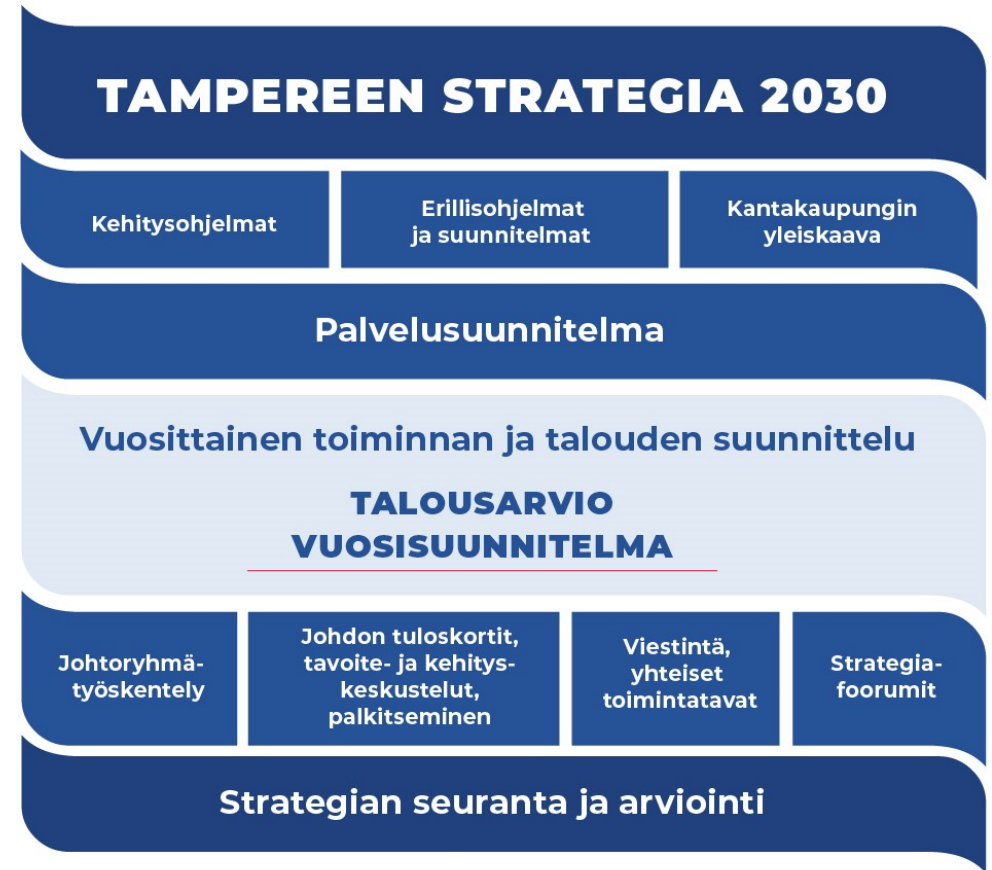 TAMPEREEN STRATEGIA 2030
Kehitysohjelmat
Erillisohjelmat
ja suunnitelmat
Kantakaupungin
yleiskaava
Palvelusuunnitelma
Vuosittainen toiminnan ja talouden suunnittelu
TALOUSARVIO
VUOSISUUNNITELMA
Johtoryhmä-
työskentely
Johdon tuloskortit,
tavoite- ja kehitys-
keskustelut,
palkitseminen
Viestintä,
yhteiset
toimintatavat
Strategia-
foorumit
Strategian seuranta ja arviointi